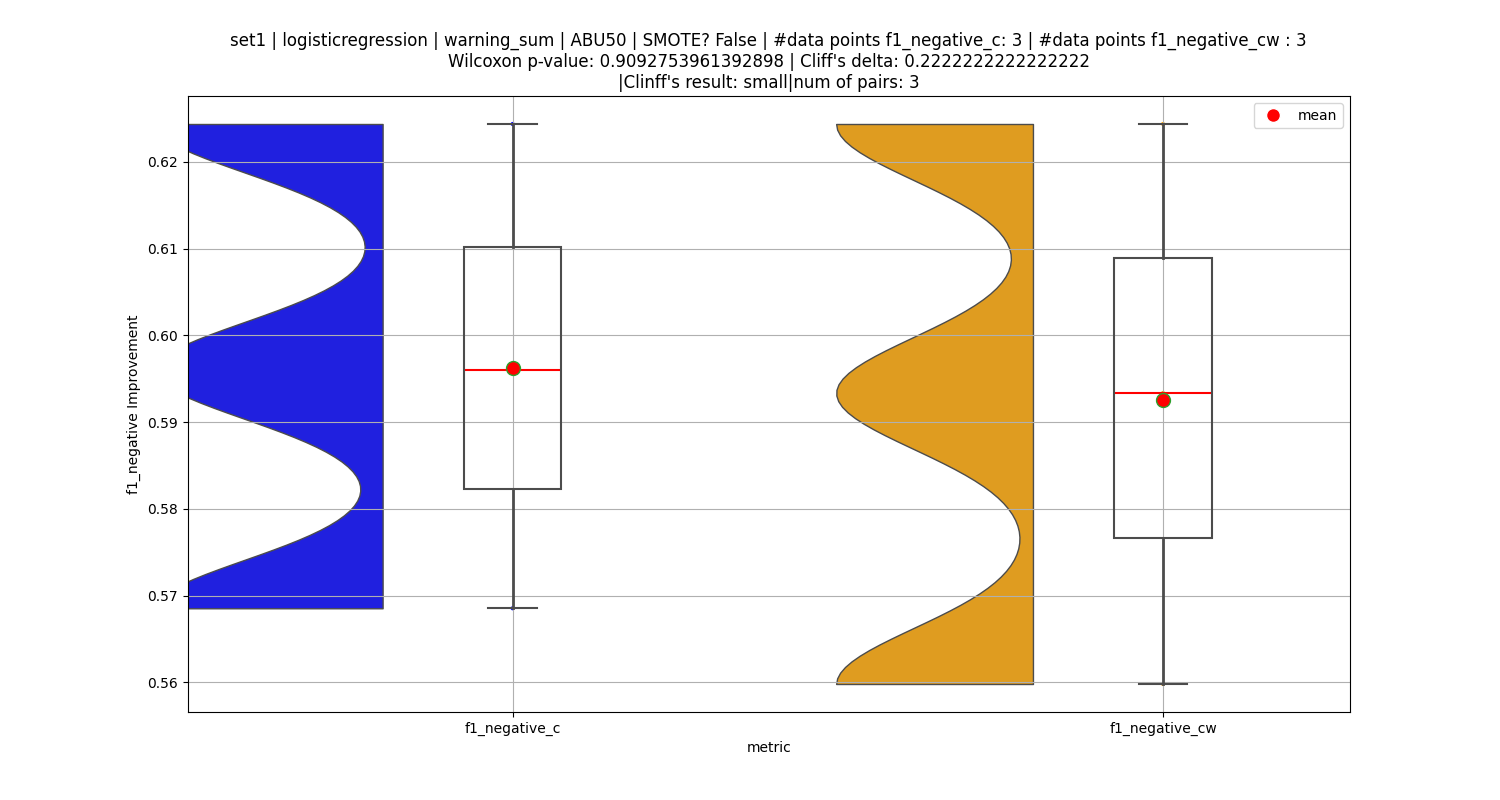 set1 | logisticregression | warning_sum | ABU50 | SMOTE? False | #data points f1_negative_c: 3 | #data points f1_negative_cw : 3
Wilcoxon p-value: 0.9092753961392898 | Cliff's delta: 0.2222222222222222
|Clinff's result: small|num of pairs: 3
mean
0.62
0.61
0.60
0.59
0.58
0.57
0.56
f1_negative Improvement
f1_negative_c
f1_negative_cw
metric